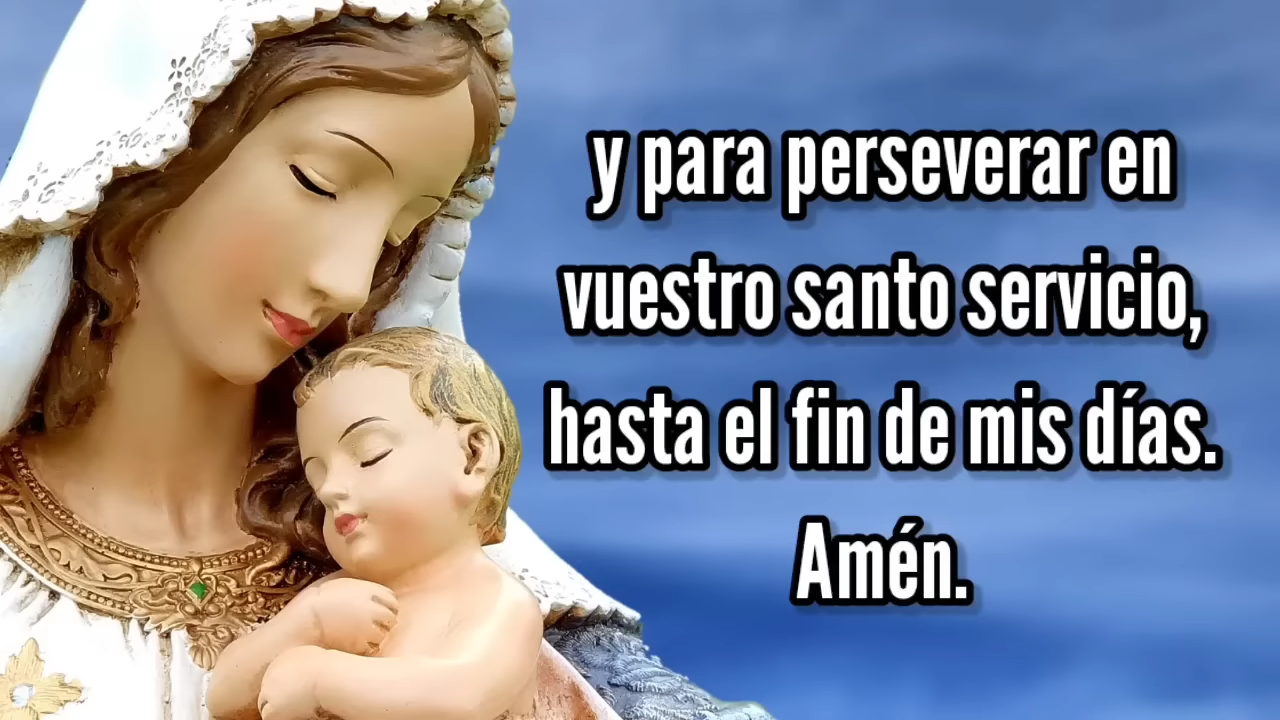 y para perseverar en
vuestro santo servicio,
hasta el fin de mis días.
Amén.